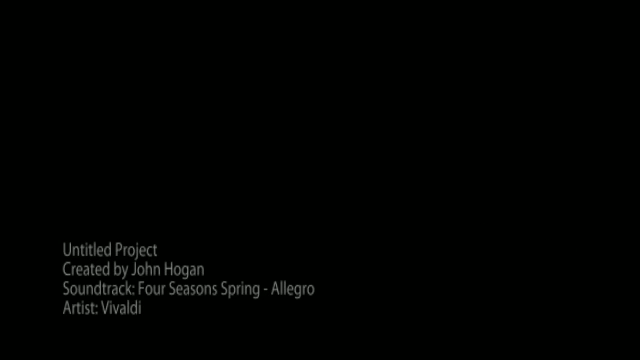 Untitled Project
Created by John Hogan
Soundtrack: Four Seasons Spring - Allegro
Artist: Vivaldi